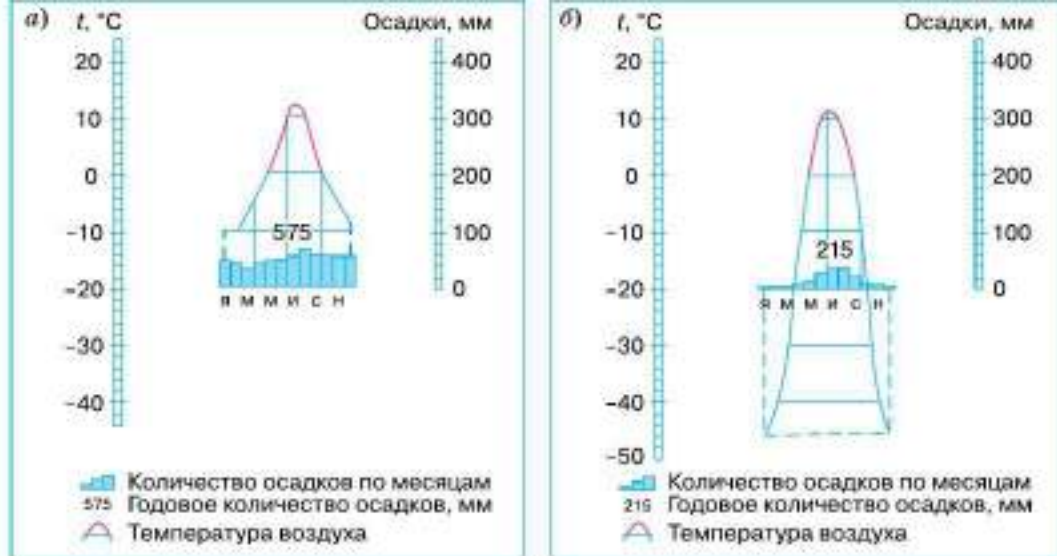 а) t, °C Осадки, мм
20 400
10 300
0 200
-10 100
575
-20 0
я м м и с н
-30
-40
Количество осадков по месяцам
575 Годовое количество осадков, мм
Температура воздуха
б) t, °C Осадки, мм
20 400
10 300
0 200
-10 100
215
-20 0
я м м и с н
-30
-40
-50
Количество осадков по месяцам
215 Годовое количество осадков, мм
Температура воздуха